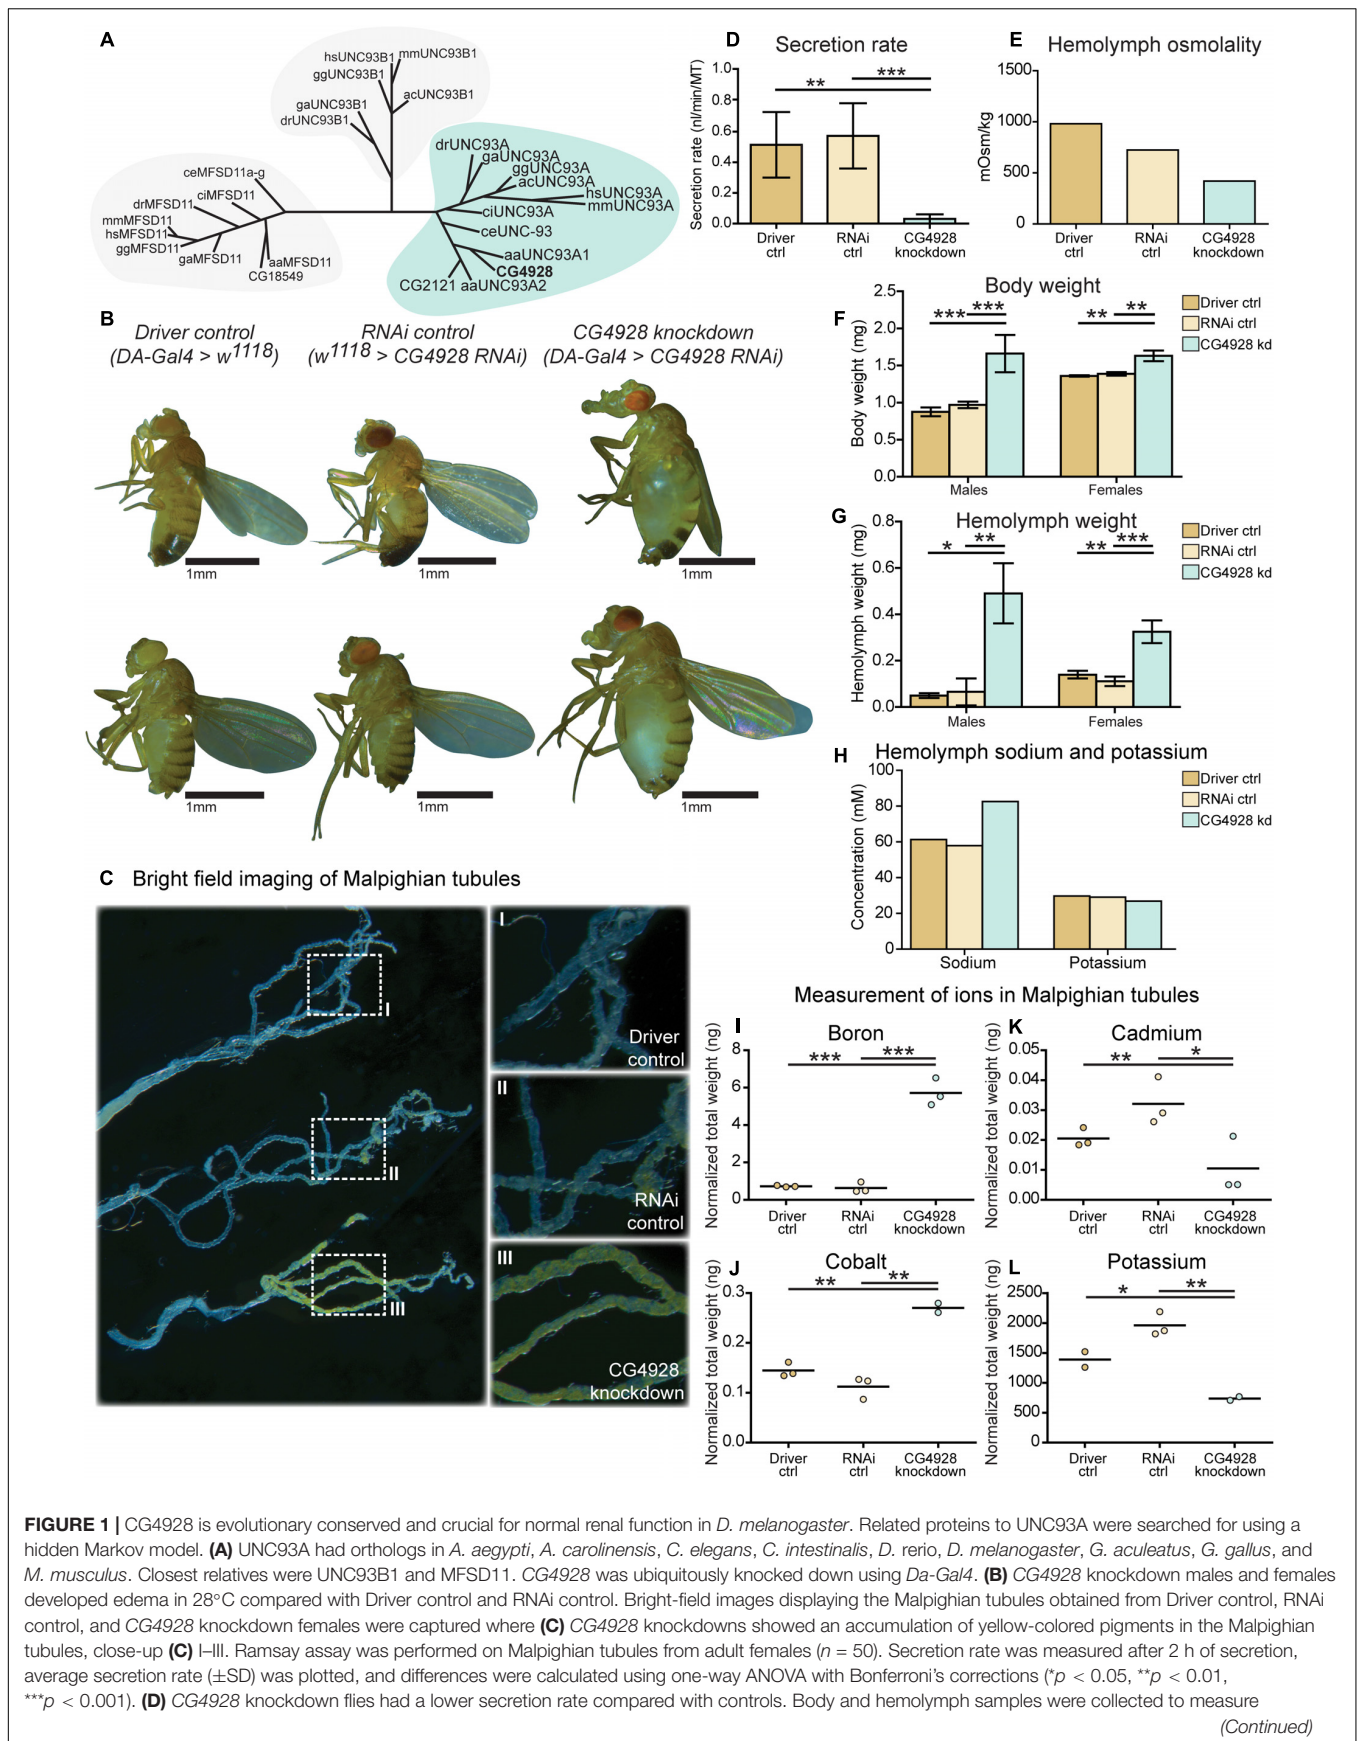 A
hsUNC93B1
mmUNC93B1
ggUNC93B1
acUNC93B1
gaUNC93B1
drUNC93B1
ceMFSD11a-g
ciMFSD11
drMFSD11
mmMFSD11
hsMFSD11
ggMFSD11
gaMFSD11
aaMFSD11
CG18549
drUNC93A
gaUNC93A
ggUNC93A
acUNC93A
hsUNC93A
mmUNC93A
ciUNC93A
ceUNC-93
aaUNC93A1
CG4928
CG2121
aaUNC93A2
B
Driver control
(DA-Gal4 > w1118)
RNAi control
(w1118 > CG4928 RNAi)
CG4928 knockdown
(DA-Gal4 > CG4928 RNAi)
1mm
1mm
1mm
1mm
1mm
1mm
C Bright field imaging of Malpighian tubules
I
II
III
I
Driver
control
II
RNAi
control
III
CG4928
knockdown
D Secretion rate
Secretion rate (nl/min/MT)
1.0
0.8
0.6
0.4
0.2
0.0
** ***
Driver
ctrl
RNAi
ctrl
CG4928
knockdown
E Hemolymph osmolality
mOsm/kg
1500
1000
500
0
Driver
ctrl
RNAi
ctrl
CG4928
knockdown
F Body weight
Body weight (mg)
2.5
2.0
1.5
1.0
0.5
0.0
*** ***
** **
Males
Females
Driver ctrl
RNAi ctrl
CG4928 kd
G Hemolymph weight
Hemolymph weight (mg)
0.8
0.6
0.4
0.2
0.0
* **
** ***
Males
Females
Driver ctrl
RNAi ctrl
CG4928 kd
H Hemolymph sodium and potassium
Concentration (mM)
100
80
60
40
20
0
Sodium
Potassium
Driver ctrl
RNAi ctrl
CG4928 kd
Measurement of ions in Malpighian tubules
I Boron
Normalized total weight (ng)
8
6
4
2
0
*** ***
Driver
ctrl
RNAi
ctrl
CG4928
knockdown
K Cadmium
Normalized total weight (ng)
0.05
0.04
0.03
0.02
0.01
0.00
** *
Driver
ctrl
RNAi
ctrl
CG4928
knockdown
J Cobalt
Normalized total weight (ng)
0.3
0.2
0.1
0.0
** **
Driver
ctrl
RNAi
ctrl
CG4928
knockdown
L Potassium
Normalized total weight (ng)
2500
2000
1500
1000
500
0
* **
Driver
ctrl
RNAi
ctrl
CG4928
knockdown
FIGURE 1 | CG4928 is evolutionary conserved and crucial for normal renal function in D. melanogaster. Related proteins to UNC93A were searched for using a
hidden Markov model. (A) UNC93A had orthologs in A. aegypti, A. carolinensis, C. elegans, C. intestinalis, D. rerio, D. melanogaster, G. aculeatus, G. gallus, and
M. musculus. Closest relatives were UNC93B1 and MFSD11. CG4928 was ubiquitously knocked down using Da-Gal4. (B) CG4928 knockdown males and females
developed edema in 28°C compared with Driver control and RNAi control. Bright-field images displaying the Malpighian tubules obtained from Driver control, RNAi
control, and CG4928 knockdown females were captured where (C) CG4928 knockdowns showed an accumulation of yellow-colored pigments in the Malpighian
tubules, close-up (C) I–III. Ramsay assay was performed on Malpighian tubules from adult females (n = 50). Secretion rate was measured after 2 h of secretion,
average secretion rate (±SD) was plotted, and differences were calculated using one-way ANOVA with Bonferroni's corrections (*p < 0.05, **p < 0.01,
***p < 0.001). (D) CG4928 knockdown flies had a lower secretion rate compared with controls. Body and hemolymph samples were collected to measure
(Continued)